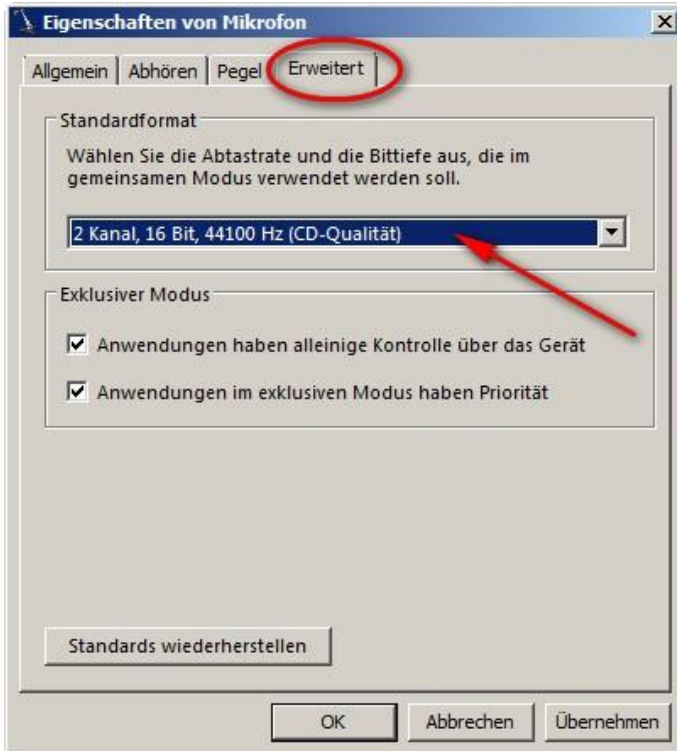 Eigenschaften von Mikrofon
Allgemein Abhören Pegel Erweitert
Standardformat
Wählen Sie die Abtastrate und die Bittiefe aus, die im
gemeinsamen Modus verwendet werden soll.
2 Kanal, 16 Bit, 44100 Hz (CD-Qualität)
Exklusiver Modus
Anwendungen haben alleinige Kontrolle über das Gerät
Anwendungen im exklusiven Modus haben Priorität
Standards wiederherstellen
OK Abbrechen Übernehmen